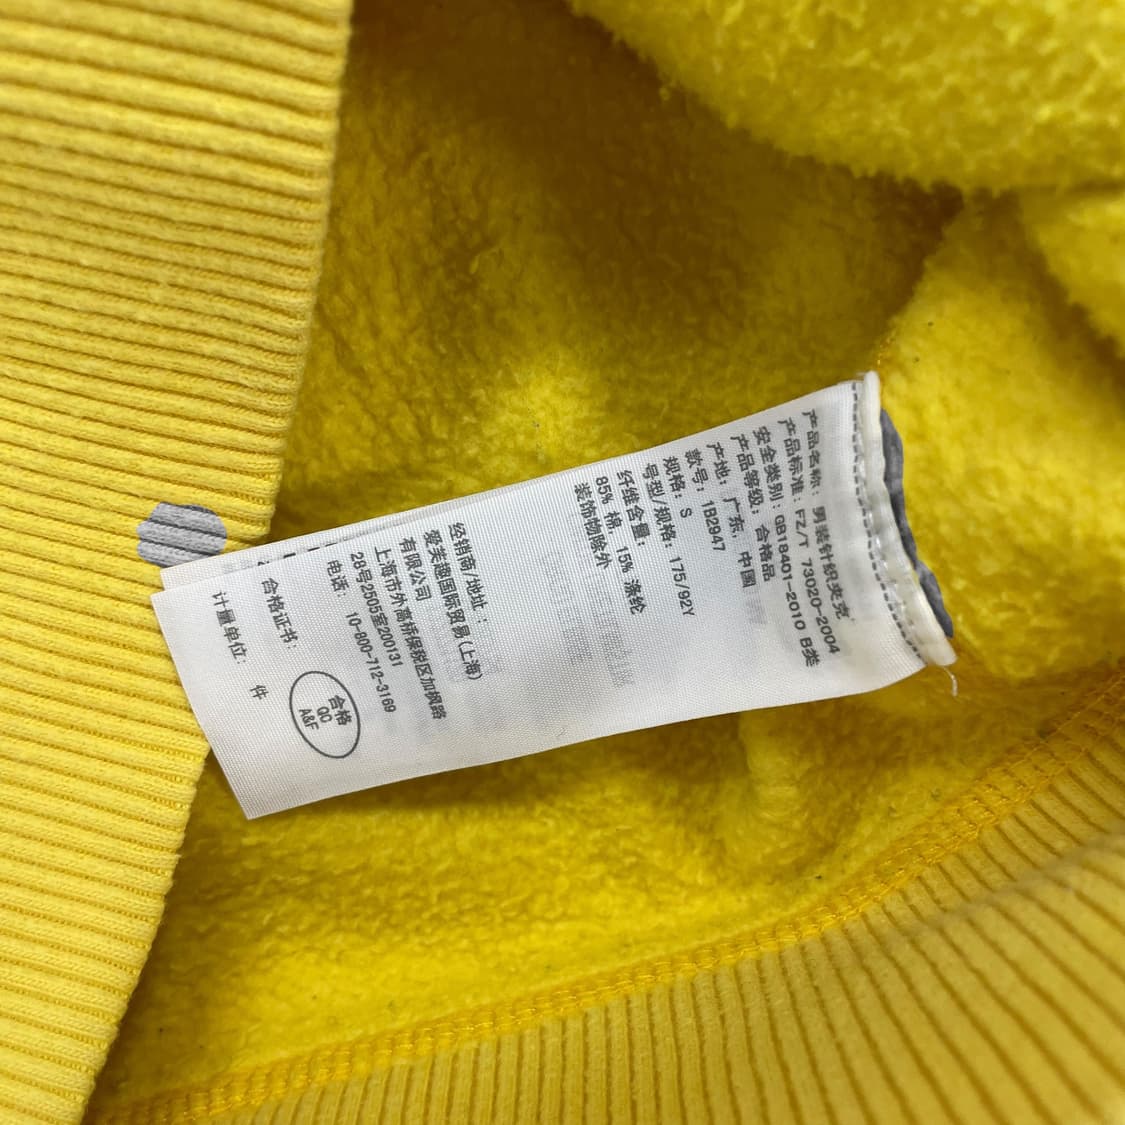 产品名称：男装针织夹克
产品标准：FZ/T 73020-2004
安全类别：GB18401-2010 B类
产品等级：合格品
产地：广东，中国
款号：1B2947
规格：S
号型/规格：175/92Y
纤维含量：
85% 棉，15% 涤纶
装饰物除外
经销商/地址：
爱芙趣国际贸易(上海)
有限公司
上海市外高桥保税区加枫路
28号2505室200131
电话：10-800-712-3169
合格证书：
合格
QC
A&F
计量单位：件